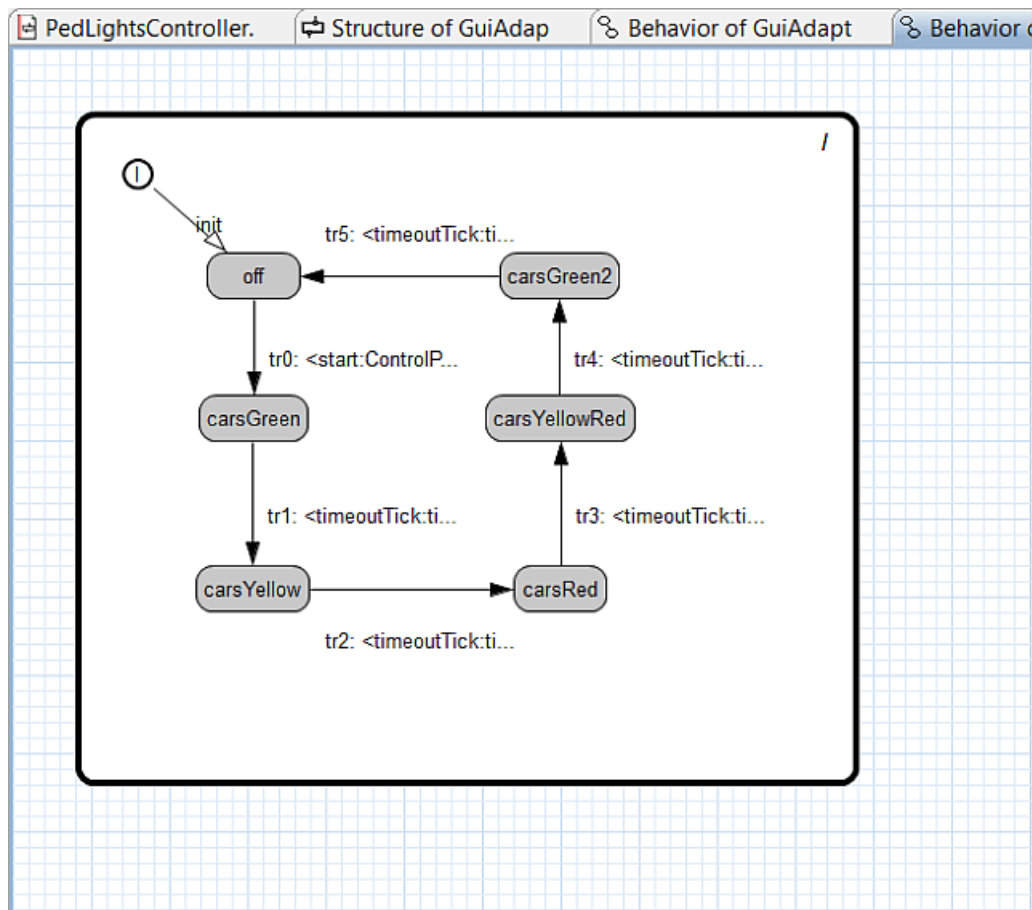 PedLightsController.
Structure of GuiAdap
Behavior of GuiAdapt
Behavior
/
I
init
tr5: <timeoutTick:ti...
off
carsGreen2
tr0: <start:ControlP...
tr4: <timeoutTick:ti...
carsGreen
carsYellowRed
tr1: <timeoutTick:ti...
tr3: <timeoutTick:ti...
carsYellow
carsRed
tr2: <timeoutTick:ti...